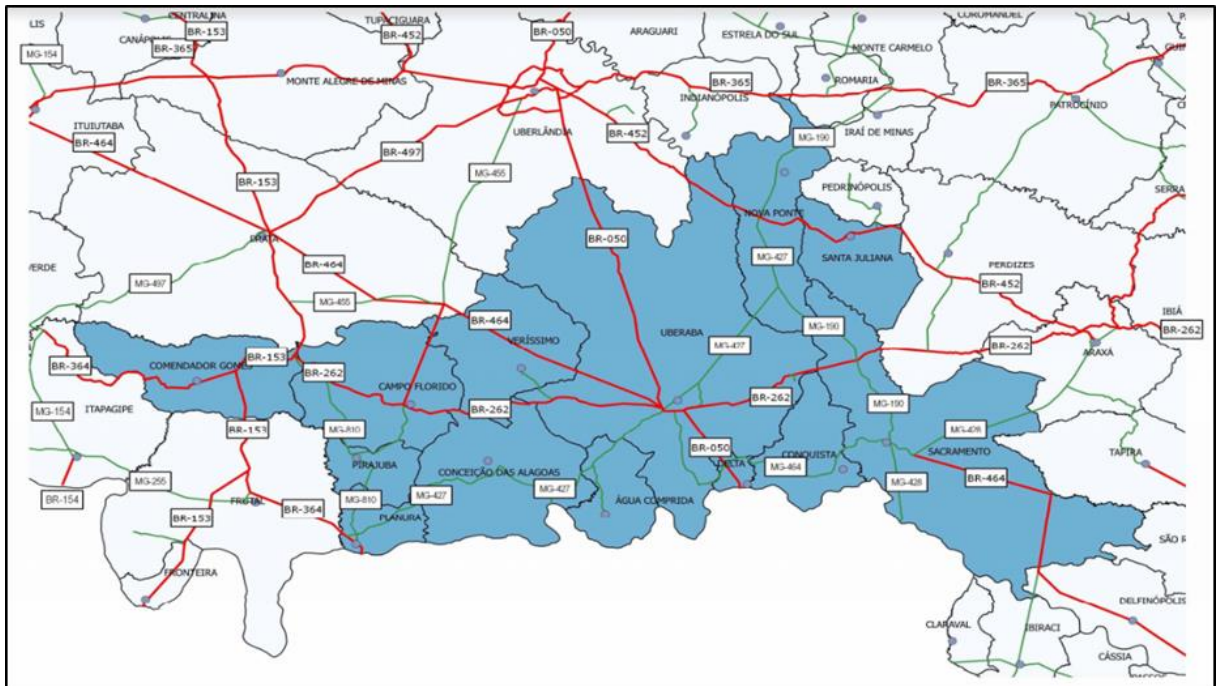 LIS
CENTRALINA
BR-153
TUPACIGUARA
BR-452
BR-050
ARAGUARI
ESTRELA DO SUL
COROMANDEL
CANÁPOLIS
BR-365
MG-154
MONTE CARMELO
MONTE ALEGRE DE MINAS
BR-365
ROMARIA
BR-365
INDIANÓPOLIS
PATROCÍNIO
ITUIUTABA
UBERLÂNDIA
BR-452
MG-190
IRAÍ DE MINAS
BR-464
BR-497
MG-455
BR-153
PEDRINÓPOLIS
SERRA
NOVA PONTE
PRATA
BR-050
VERDE
BR-464
MG-427
SANTA JULIANA
PERDIZES
MG-497
BR-452
MG-455
IBIÁ
BR-464
MG-190
BR-262
UBERABA
VERÍSSIMO
MG-427
BR-262
ARAXÁ
BR-153
COMENDADOR GOMES
BR-364
BR-262
CAMPO FLORIDO
BR-262
BR-262
MG-190
MG-154
ITAPAGIPE
BR-153
MG-810
MG-428
BR-050
CONQUISTA
SACRAMENTO
TAPIRA
PIRAJUBA
CONCEIÇÃO DAS ALAGOAS
DELTA
MG-464
BR-464
MG-255
MG-428
BR-154
FRUTAL
MG-810
MG-427
MG-427
ÁGUA COMPRIDA
BR-364
BR-153
PLANURA
SÃO R
FRONTEIRA
DELFINÓPOLIS
CLARAVAL
IBIRACI
CÁSSIA